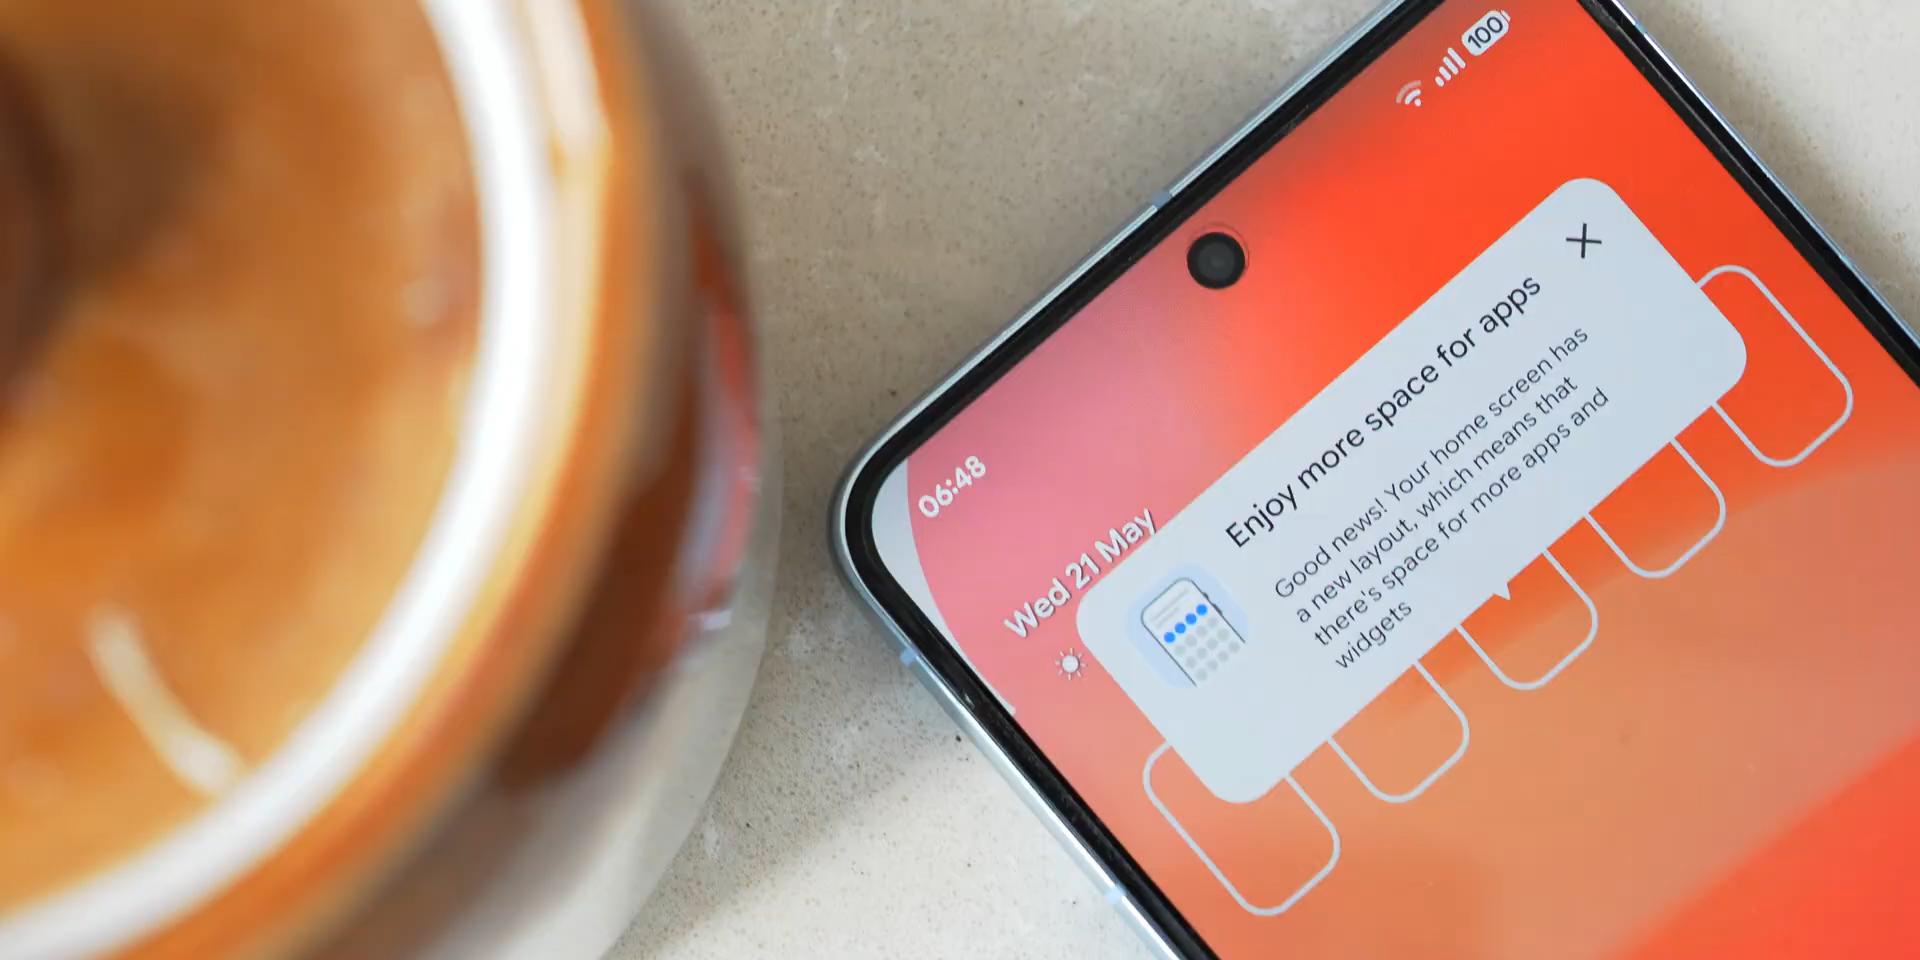 06:48
100
Wed 21 May
Enjoy more space for apps
Good news! Your home screen has
a new layout, which means that
there's space for more apps and
widgets